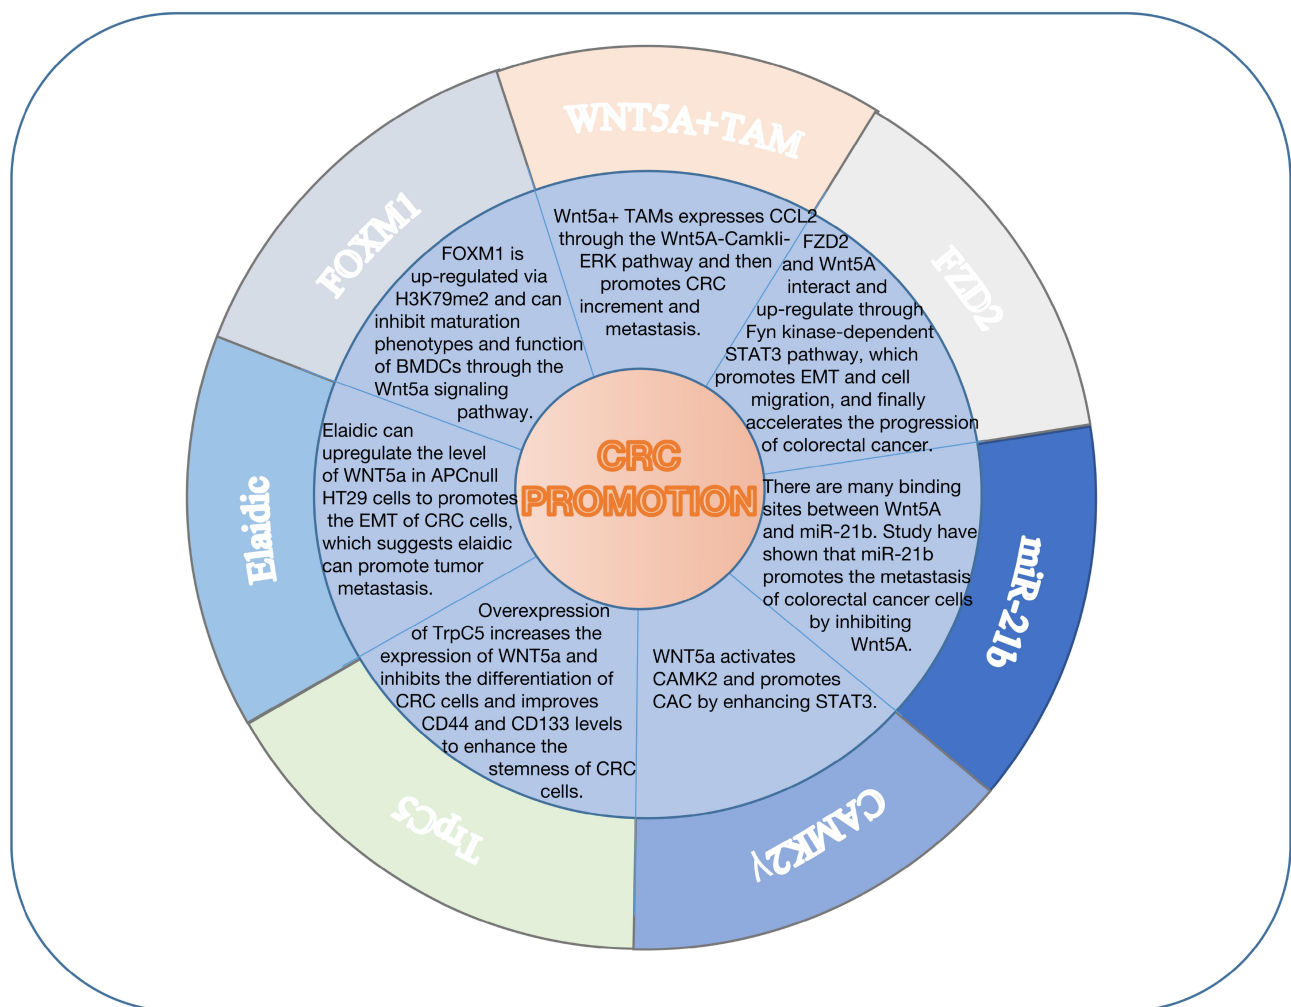 WNT5A+TAM
Wnt5a+ TAMs expresses CCL2
through the Wnt5A-Camkli-
ERK pathway and then
promotes CRC
increment and
metastasis.
FZD2
FZD2
and Wnt5A
interact and
up-regulate through
Fyn kinase-dependent
STAT3 pathway, which
promotes EMT and cell
migration, and finally
accelerates the progression
of colorectal cancer.
miR-21b
There are many binding
sites between Wnt5A
and miR-21b. Study have
shown that miR-21b
promotes the metastasis
of colorectal cancer cells
by inhibiting
Wnt5A.
CAMK2γ
WNT5a activates
CAMK2 and promotes
CAC by enhancing STAT3.
TrpC5
Overexpression
of TrpC5 increases the
expression of WNT5a and
inhibits the differentiation of
CRC cells and improves
CD44 and CD133 levels
to enhance the
stemness of CRC
cells.
Elaidic
Elaidic can
upregulate the level
of WNT5a in APCnull
HT29 cells to promotes
the EMT of CRC cells,
which suggests elaidic
can promote tumor
metastasis.
FOXM1
FOXM1 is
up-regulated via
H3K79me2 and can
inhibit maturation
phenotypes and function
of BMDCs through the
Wnt5a signaling
pathway.
CRC
PROMOTION